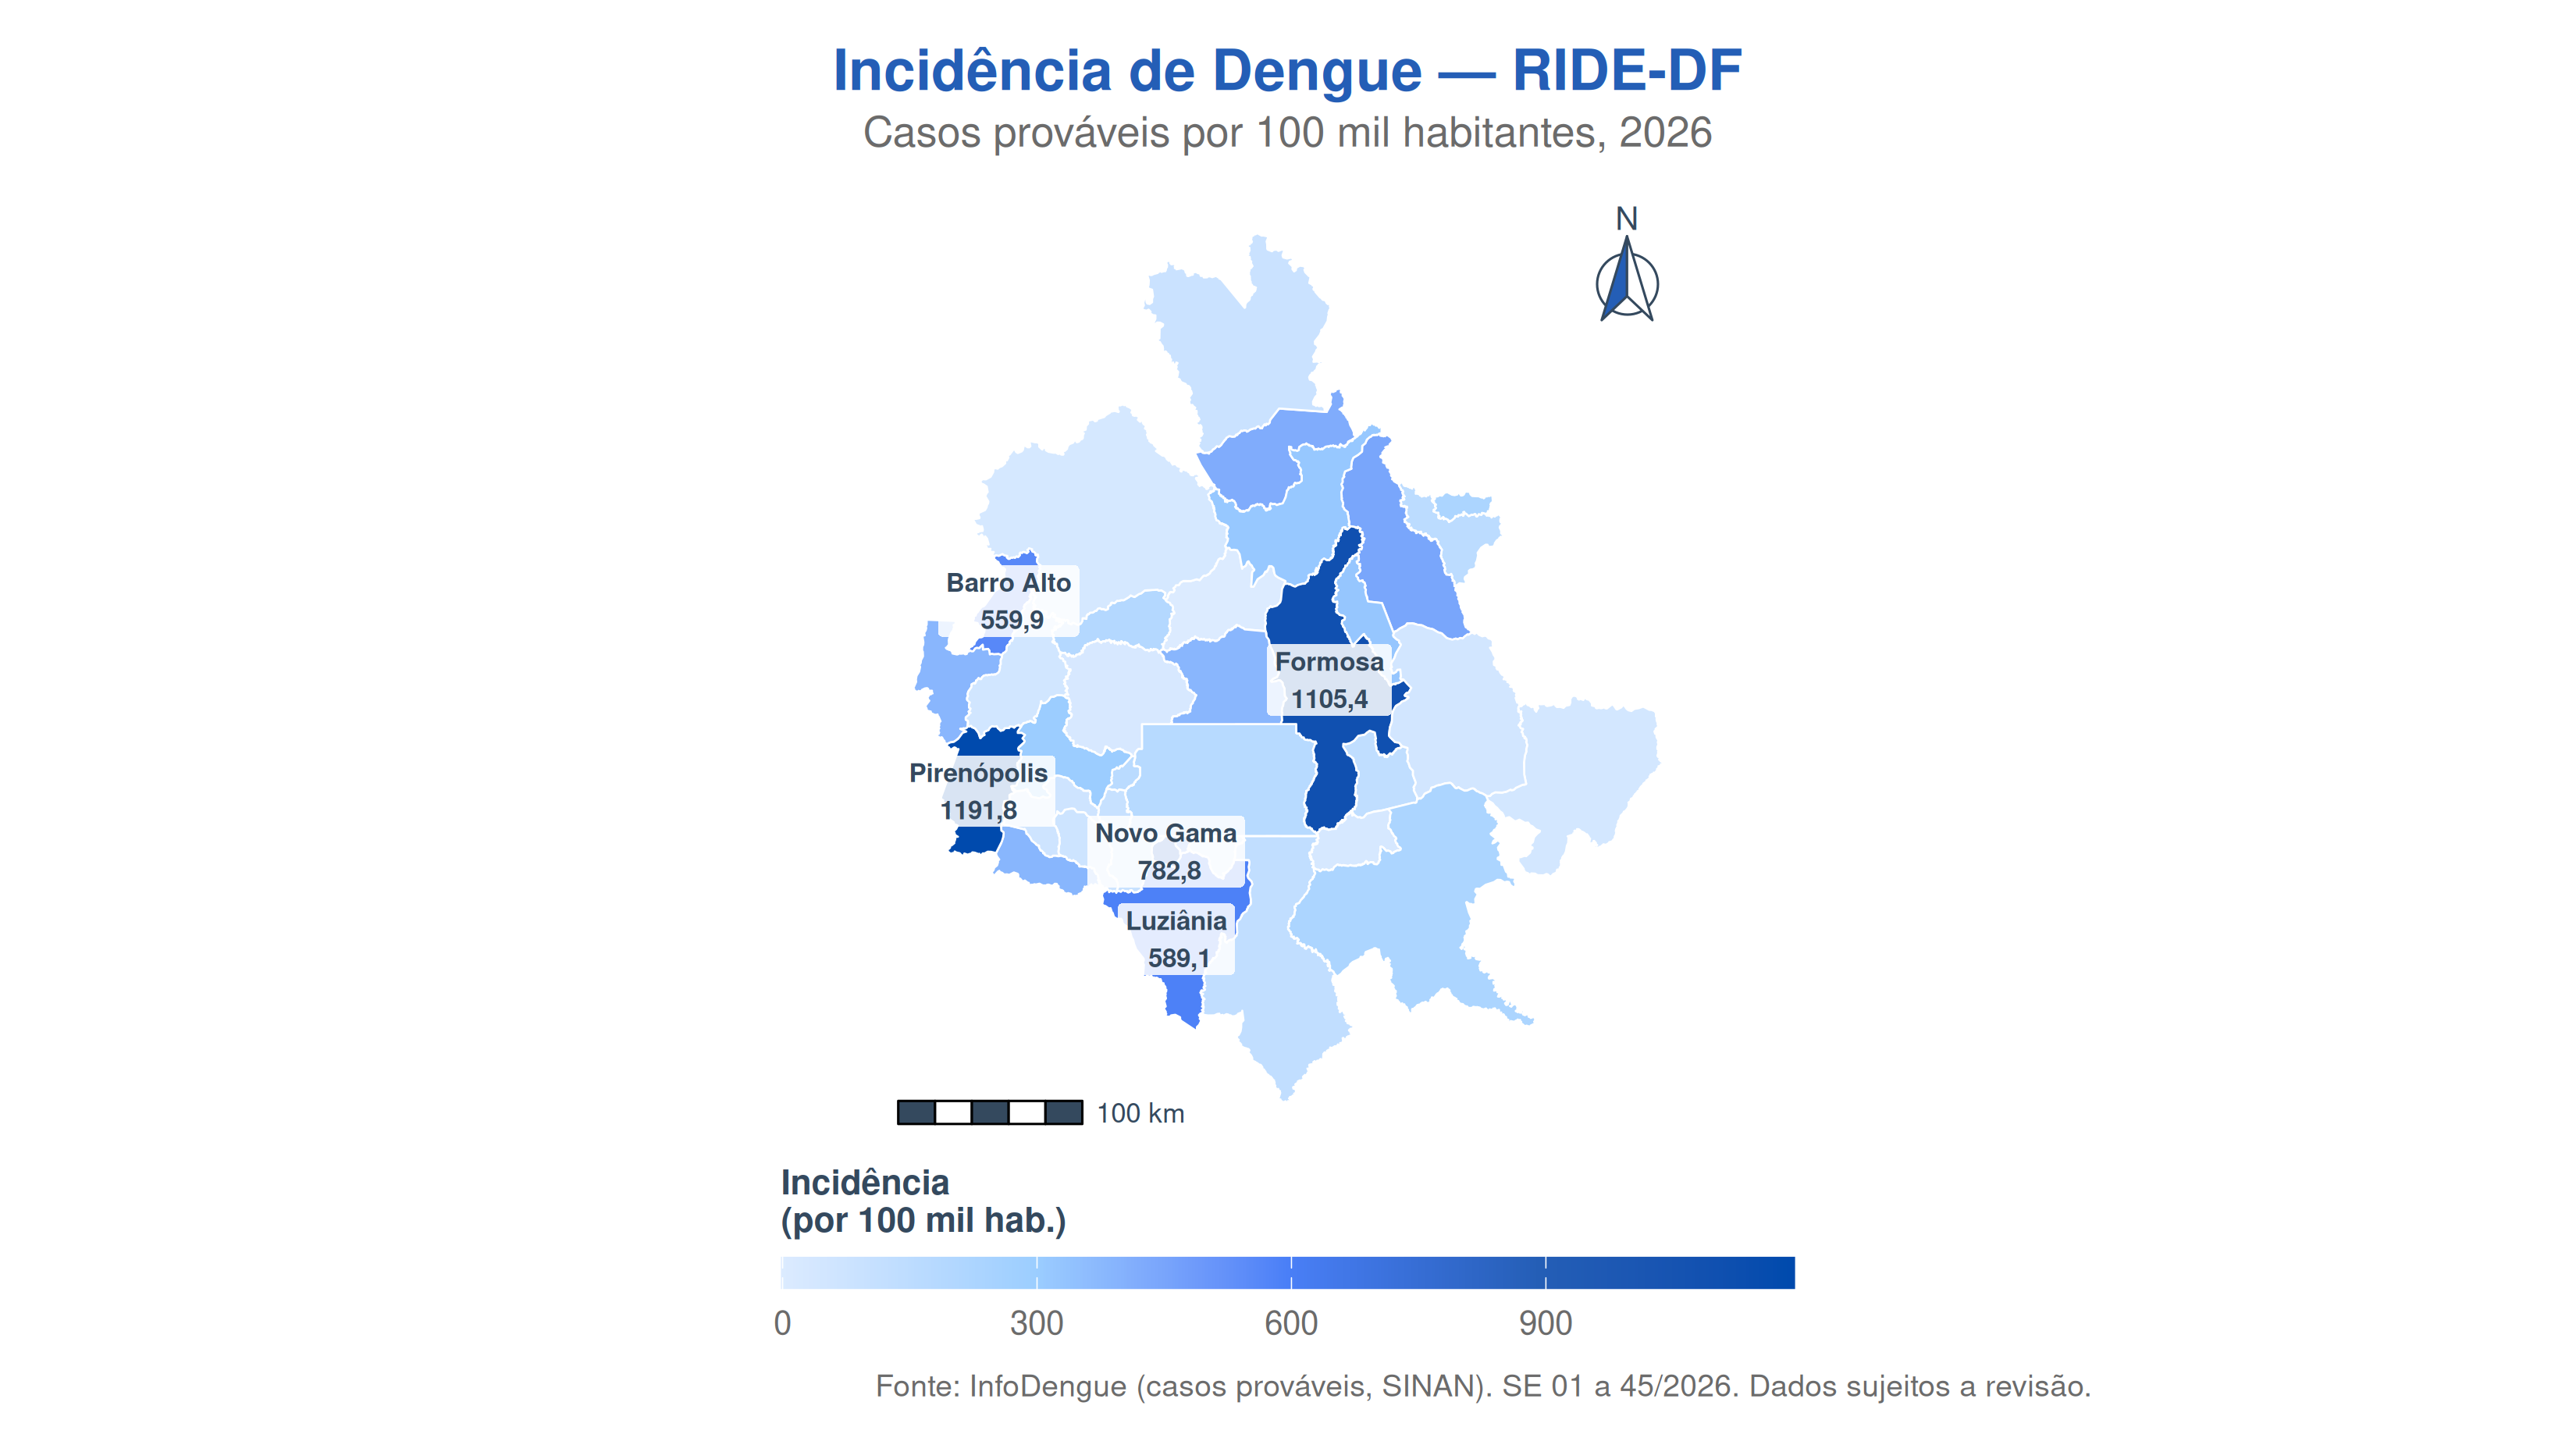 Incidência de Dengue — RIDE-DF
Casos prováveis por 100 mil habitantes, 2026
N
Barro Alto
559,9
Formosa
1105,4
Pirenópolis
1191,8
Novo Gama
782,8
Luziânia
589,1
100 km
Incidência
(por 100 mil hab.)
0 300 600 900
Fonte: InfoDengue (casos prováveis, SINAN). SE 01 a 45/2026. Dados sujeitos a revisão.